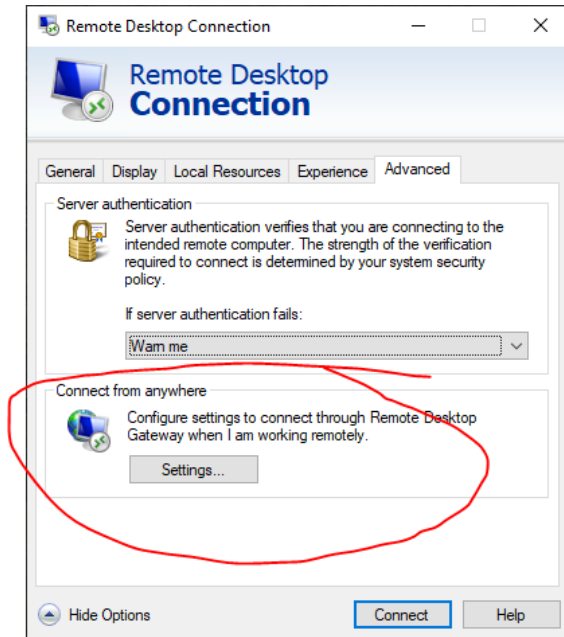 Remote Desktop Connection
Remote Desktop
Connection
General Display Local Resources Experience Advanced
Server authentication
Server authentication verifies that you are connecting to the
intended remote computer. The strength of the verification
required to connect is determined by your system security
policy.
If server authentication fails:
Warn me
Connect from anywhere
Configure settings to connect through Remote Desktop
Gateway when I am working remotely.
Settings...
Hide Options Connect Help